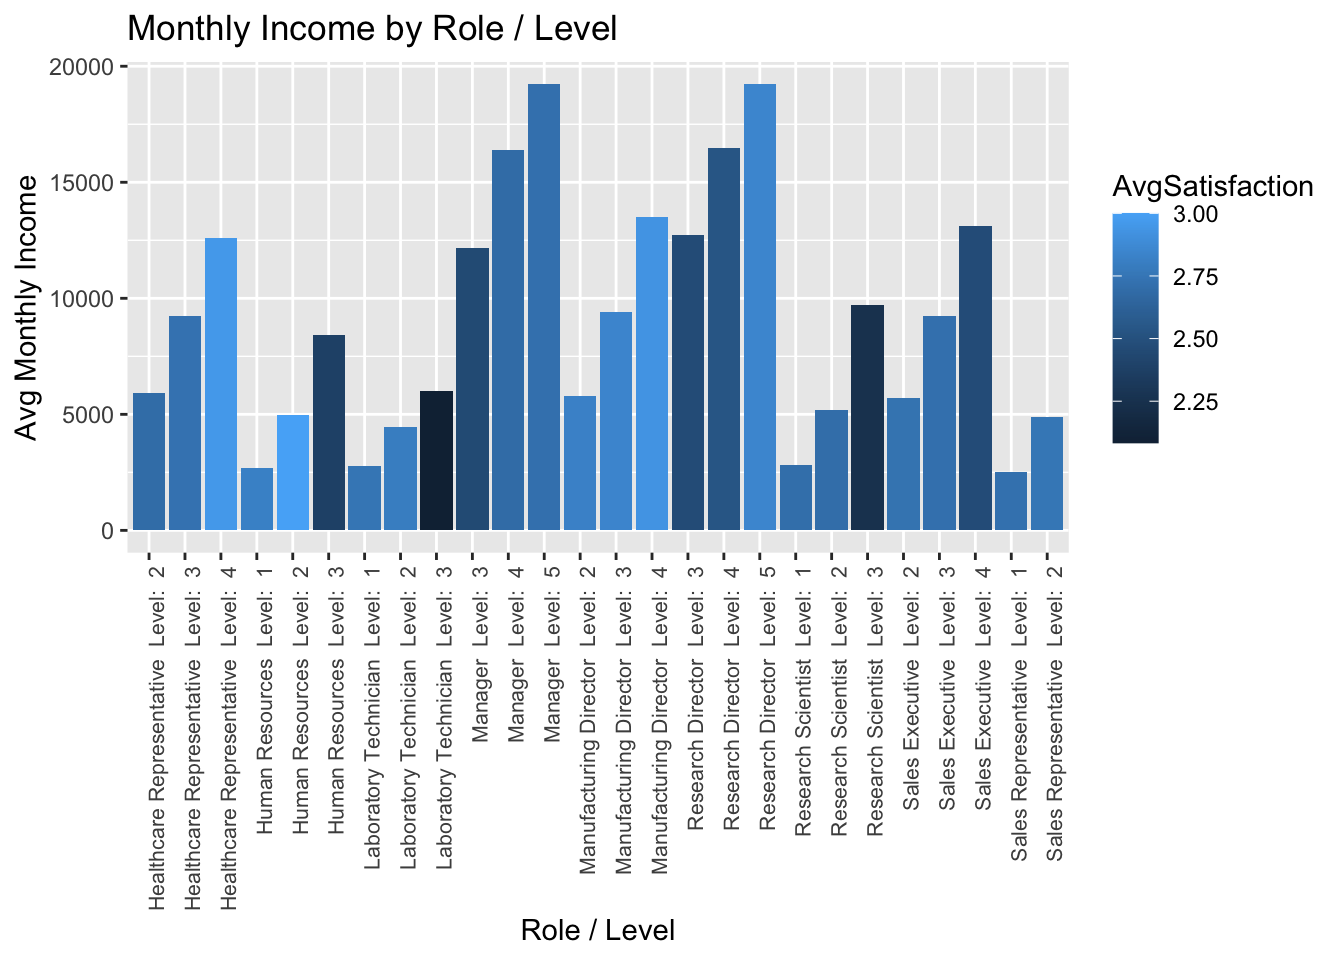 Monthly Income by Role / Level
20000
15000
10000
5000
0
Avg Monthly Income
AvgSatisfaction
3.00
2.75
2.50
2.25
Healthcare Representative Level: 2
Healthcare Representative Level: 3
Healthcare Representative Level: 4
Human Resources Level: 1
Human Resources Level: 2
Human Resources Level: 3
Laboratory Technician Level: 1
Laboratory Technician Level: 2
Laboratory Technician Level: 3
Manager Level: 3
Manager Level: 4
Manager Level: 5
Manufacturing Director Level: 2
Manufacturing Director Level: 3
Manufacturing Director Level: 4
Research Director Level: 3
Research Director Level: 4
Research Director Level: 5
Research Scientist Level: 1
Research Scientist Level: 2
Research Scientist Level: 3
Sales Executive Level: 2
Sales Executive Level: 3
Sales Executive Level: 4
Sales Representative Level: 1
Sales Representative Level: 2
Role / Level